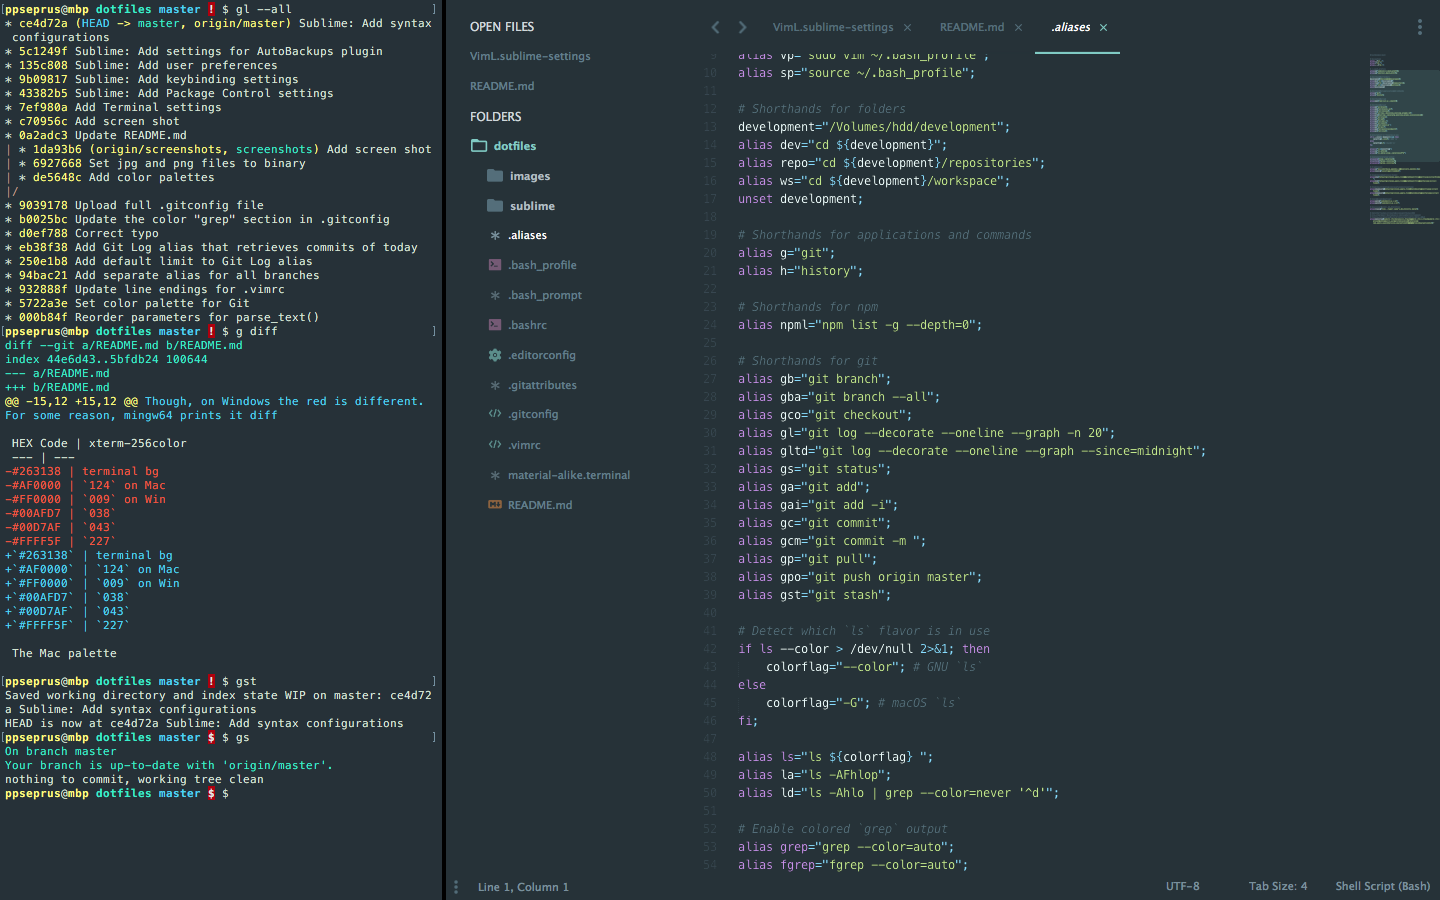 [ppseprus@mbp dotfiles master ! $ gl --all ]
* ce4d72a (HEAD -> master, origin/master) Sublime: Add syntax
 configurations
* 5c1249f Sublime: Add settings for AutoBackups plugin
* 135c808 Sublime: Add user preferences
* 9b09817 Sublime: Add keybinding settings
* 43382b5 Sublime: Add Package Control settings
* 7ef980a Add Terminal settings
* c70956c Add screen shot
* 0a2adc3 Update README.md
| * 1da93b6 (origin/screenshots, screenshots) Add screen shot
| * 6927668 Set jpg and png files to binary
| * de5648c Add color palettes
|/
* 9039178 Upload full .gitconfig file
* b0025bc Update the color "grep" section in .gitconfig
* d0ef788 Correct typo
* eb38f38 Add Git Log alias that retrieves commits of today
* 250e1b8 Add default limit to Git Log alias
* 94bac21 Add separate alias for all branches
* 932888f Update line endings for .vimrc
* 5722a3e Set color palette for Git
* 000b84f Reorder parameters for parse_text()
[ppseprus@mbp dotfiles master ! $ g diff ]
diff --git a/README.md b/README.md
index 44e6d43..5bfdb24 100644
--- a/README.md
+++ b/README.md
@@ -15,12 +15,12 @@ Though, on Windows the red is different.
For some reason, mingw64 prints it diff
 HEX Code | xterm-256color
 --- | ---
-#263138 | terminal bg
-#AF0000 | `124` on Mac
-#FF0000 | `009` on Win
-#00AFD7 | `038`
-#00D7AF | `043`
-#FFFF5F | `227`
+`#263138` | terminal bg
+`#AF0000` | `124` on Mac
+`#FF0000` | `009` on Win
+`#00AFD7` | `038`
+`#00D7AF` | `043`
+`#FFFF5F` | `227`
 The Mac palette
[ppseprus@mbp dotfiles master ! $ gst ]
Saved working directory and index state WIP on master: ce4d72
a Sublime: Add syntax configurations
HEAD is now at ce4d72a Sublime: Add syntax configurations
[ppseprus@mbp dotfiles master $ $ gs ]
On branch master
Your branch is up-to-date with 'origin/master'.
nothing to commit, working tree clean
ppseprus@mbp dotfiles master $ $
OPEN FILES
VimL.sublime-settings
README.md
FOLDERS
dotfiles
images
sublime
.aliases
.bash_profile
.bash_prompt
.bashrc
.editorconfig
.gitattributes
.gitconfig
.vimrc
material-alike.terminal
README.md
VimL.sublime-settings × README.md × .aliases ×
9 alias vp="sudo vim ~/.bash_profile";
10 alias sp="source ~/.bash_profile";
11
12 # Shorthands for folders
13 development="/Volumes/hdd/development";
14 alias dev="cd ${development}";
15 alias repo="cd ${development}/repositories";
16 alias ws="cd ${development}/workspace";
17 unset development;
18
19 # Shorthands for applications and commands
20 alias g="git";
21 alias h="history";
22
23 # Shorthands for npm
24 alias npml="npm list -g --depth=0";
25
26 # Shorthands for git
27 alias gb="git branch";
28 alias gba="git branch --all";
29 alias gco="git checkout";
30 alias gl="git log --decorate --oneline --graph -n 20";
31 alias gltd="git log --decorate --oneline --graph --since=midnight";
32 alias gs="git status";
33 alias ga="git add";
34 alias gai="git add -i";
35 alias gc="git commit";
36 alias gcm="git commit -m ";
37 alias gp="git pull";
38 alias gpo="git push origin master";
39 alias gst="git stash";
40
41 # Detect which `ls` flavor is in use
42 if ls --color > /dev/null 2>&1; then
43     colorflag="--color"; # GNU `ls`
44 else
45     colorflag="-G"; # macOS `ls`
46 fi;
47
48 alias ls="ls ${colorflag} ";
49 alias la="ls -AFhlop";
50 alias ld="ls -Ahlo | grep --color=never '^d'";
51
52 # Enable colored `grep` output
53 alias grep="grep --color=auto";
54 alias fgrep="fgrep --color=auto";
Line 1, Column 1
UTF-8 Tab Size: 4 Shell Script (Bash)